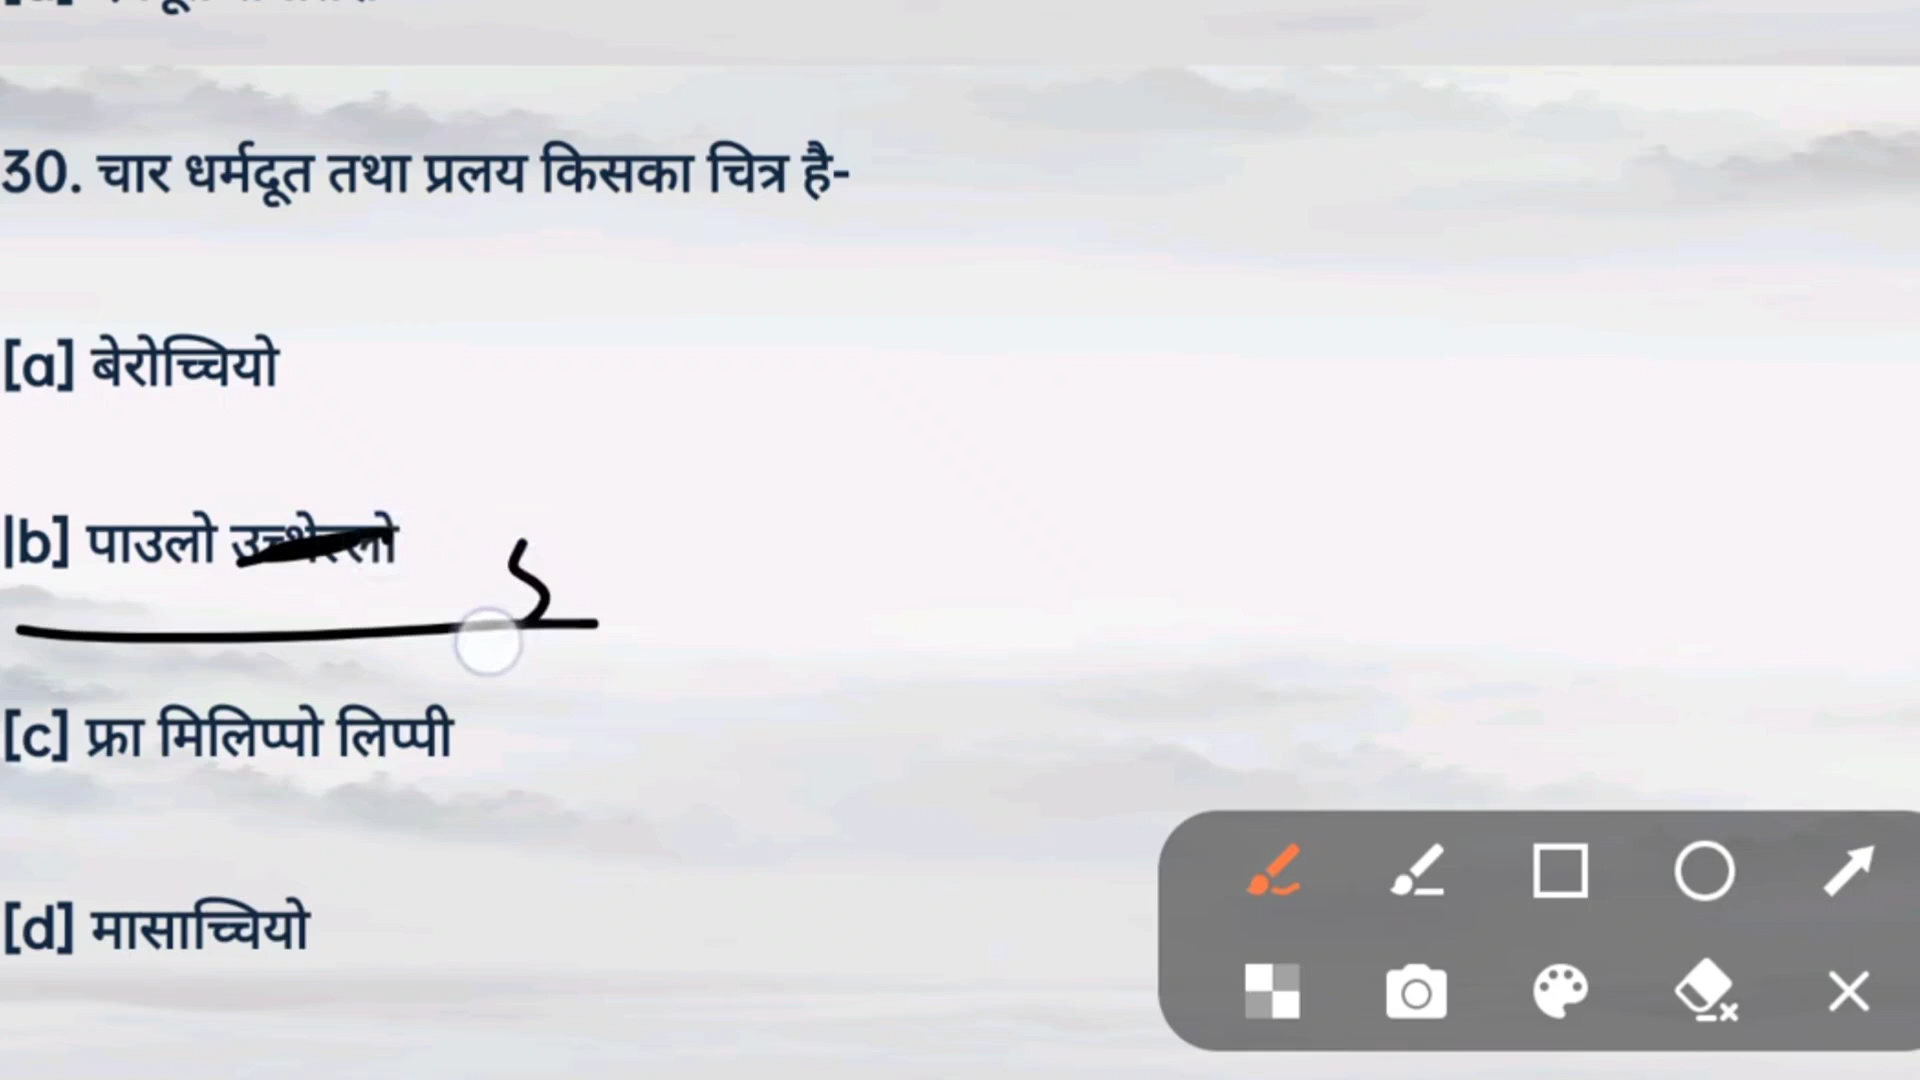 30. चार धर्मदूत तथा प्रलय किसका चित्र है-
[a] बेरोच्चियो
|b] पाउलो
[c] फ्रा मिलिप्पो लिप्पी
[d] मासाच्चियो